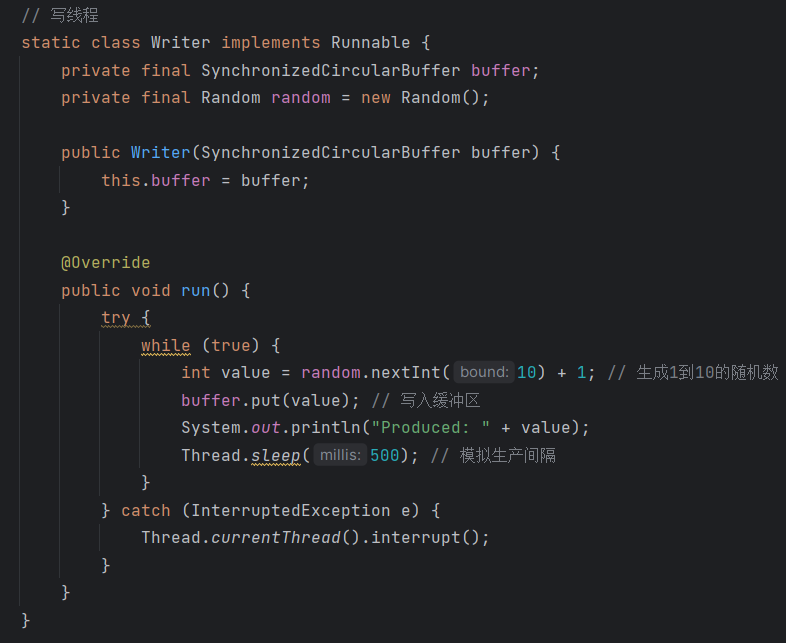 // 写线程
static class Writer implements Runnable {
    private final SynchronizedCircularBuffer buffer;
    private final Random random = new Random();

    public Writer(SynchronizedCircularBuffer buffer) {
        this.buffer = buffer;
    }

    @Override
    public void run() {
        try {
            while (true) {
                int value = random.nextInt( bound: 10) + 1; // 生成1到10的随机数
                buffer.put(value); // 写入缓冲区
                System.out.println("Produced: " + value);
                Thread.sleep( millis: 500); // 模拟生产间隔
            }
        } catch (InterruptedException e) {
            Thread.currentThread().interrupt();
        }
    }
}